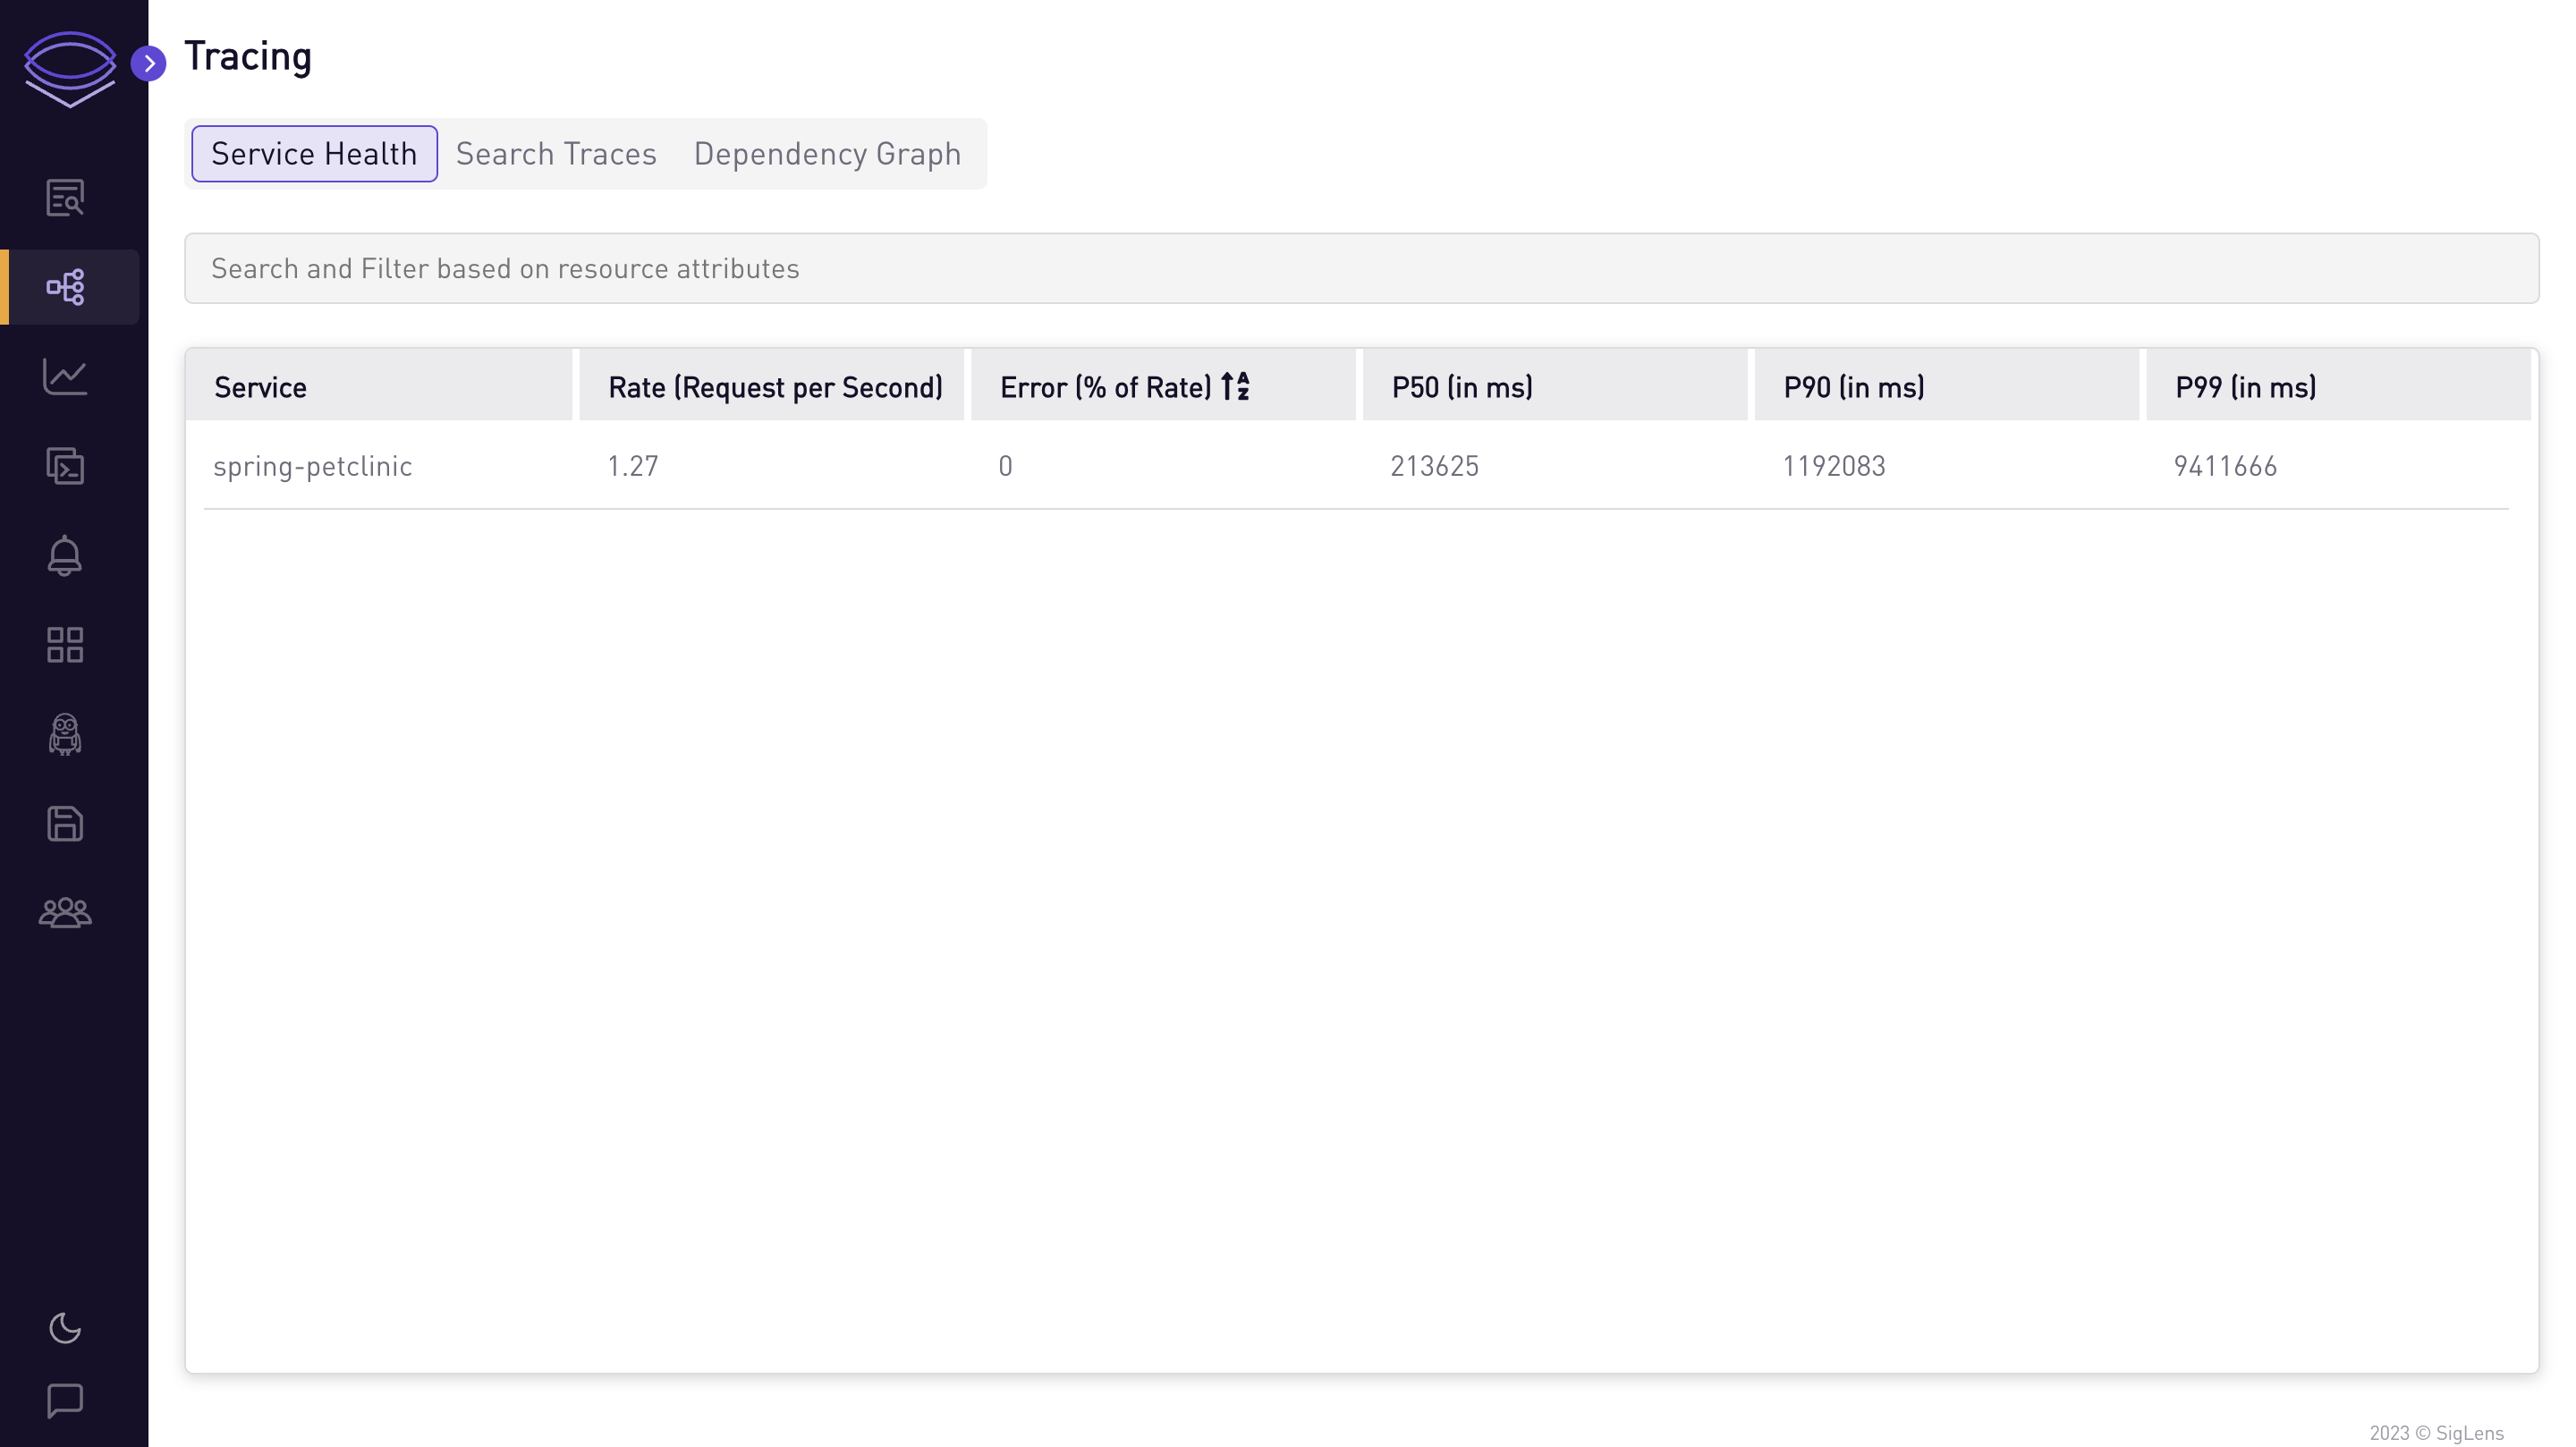 Tracing
Service Health Search Traces Dependency Graph
Search and Filter based on resource attributes
Service Rate (Request per Second) Error (% of Rate) P50 (in ms) P90 (in ms) P99 (in ms)
spring-petclinic 1.27 0 213625 1192083 9411666
2023 © SigLens